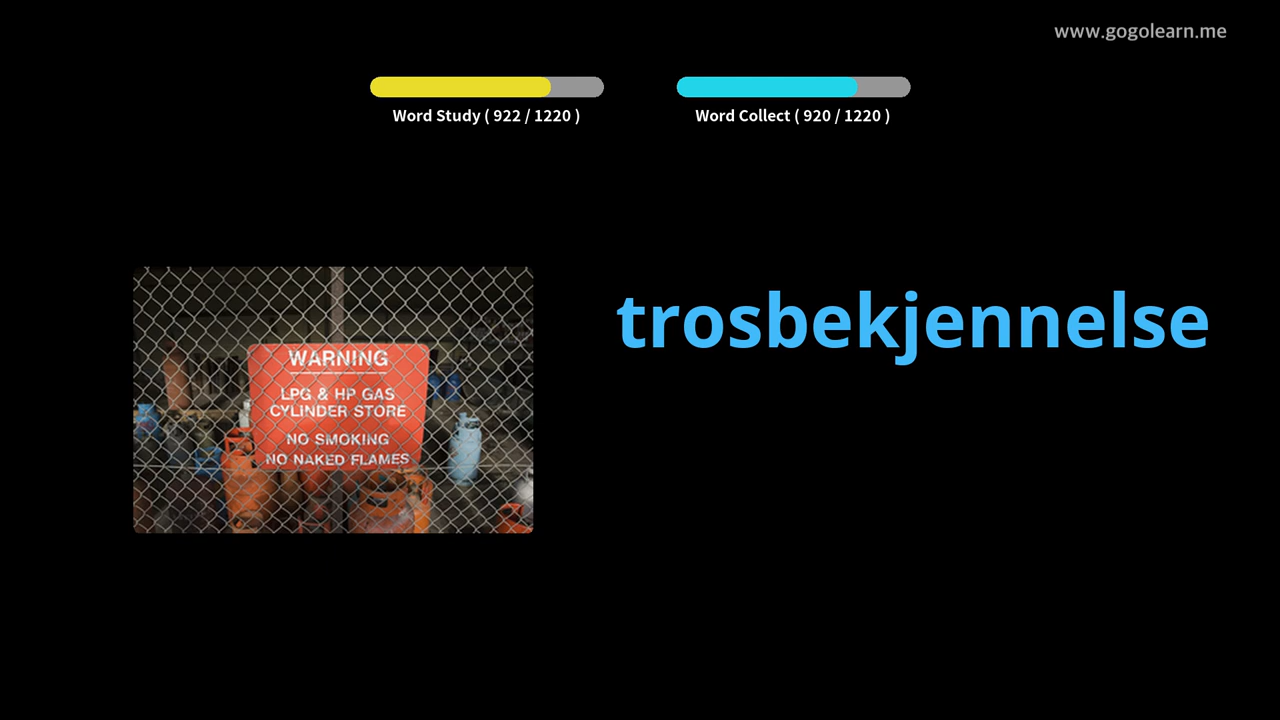 www.gogolearn.me
Word Study ( 922 / 1220 )
Word Collect ( 920 / 1220 )
trosbekjennelse
WARNING
LPG & HP GAS
CYLINDER STORE
NO SMOKING
NO NAKED FLAMES